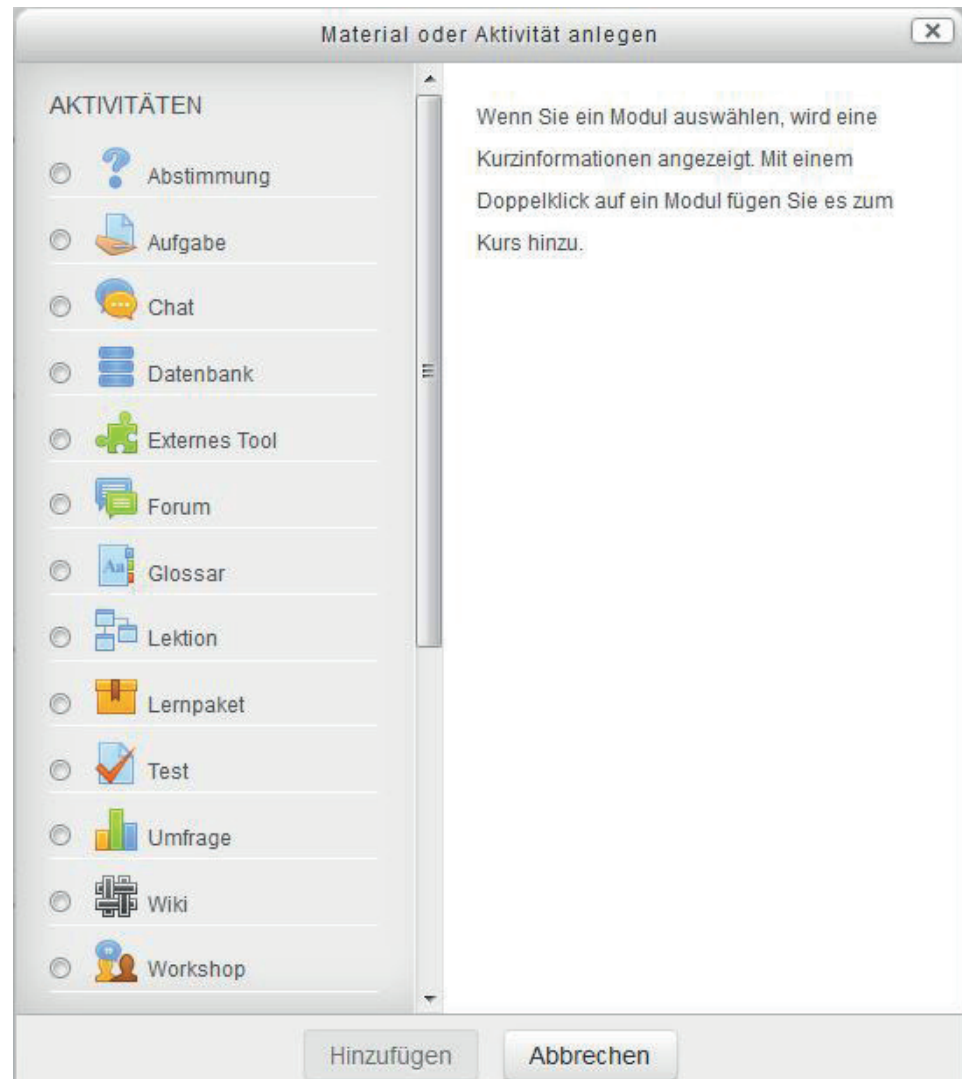 Material oder Aktivität anlegen
AKTIVITÄTEN
Abstimmung
Aufgabe
Chat
Datenbank
Externes Tool
Forum
Aa
Glossar
Lektion
Lernpaket
Test
Umfrage
Wiki
Workshop
Wenn Sie ein Modul auswählen, wird eine
Kurzinformationen angezeigt. Mit einem
Doppelklick auf ein Modul fügen Sie es zum
Kurs hinzu.
Hinzufügen
Abbrechen